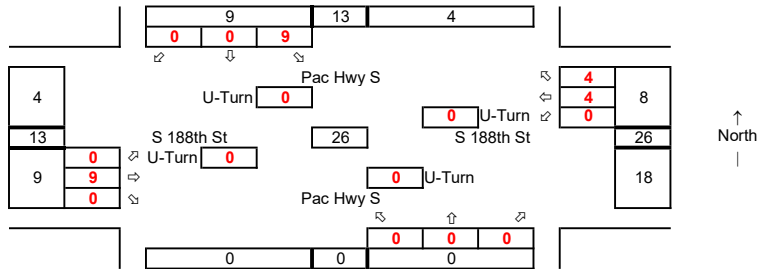 9 13 4
0 0 9
⬃ ⇩ ⬂
Pac Hwy S
4 U-Turn 0 ⬁ 4 8
⇦ 4
0 U-Turn ⬃ 0
13 S 188th St 26 S 188th St 26
↑
North
|
9 0 ⬀ U-Turn 0
9 ⇨ 0 U-Turn 18
0 ⬂ Pac Hwy S
⬁ ⇧ ⬀
0 0 0
0 0 0